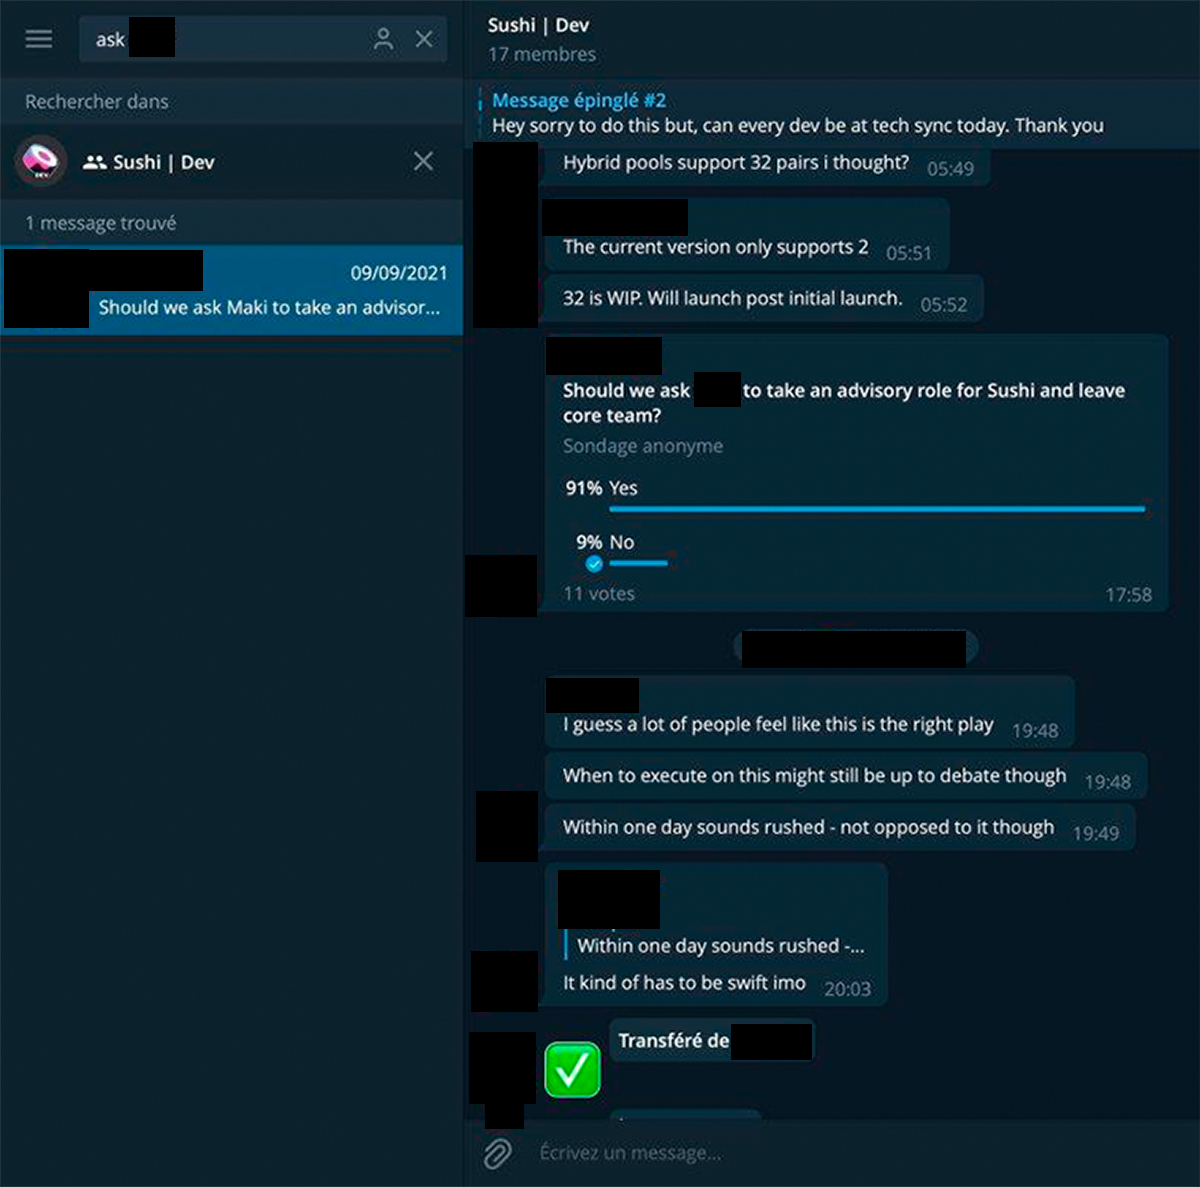 ask
Rechercher dans
Sushi | Dev
1 message trouvé
09/09/2021
Should we ask Maki to take an advisor...
Sushi | Dev
17 membres
Message épinglé #2
Hey sorry to do this but, can every dev be at tech sync today. Thank you
Hybrid pools support 32 pairs i thought? 05:49
The current version only supports 2 05:51
32 is WIP. Will launch post initial launch. 05:52
Should we ask to take an advisory role for Sushi and leave
core team?
Sondage anonyme
91% Yes
9% No
11 votes 17:58
I guess a lot of people feel like this is the right play 19:48
When to execute on this might still be up to debate though 19:48
Within one day sounds rushed - not opposed to it though 19:49
Within one day sounds rushed -...
It kind of has to be swift imo 20:03
Transféré de
Écrivez un message...